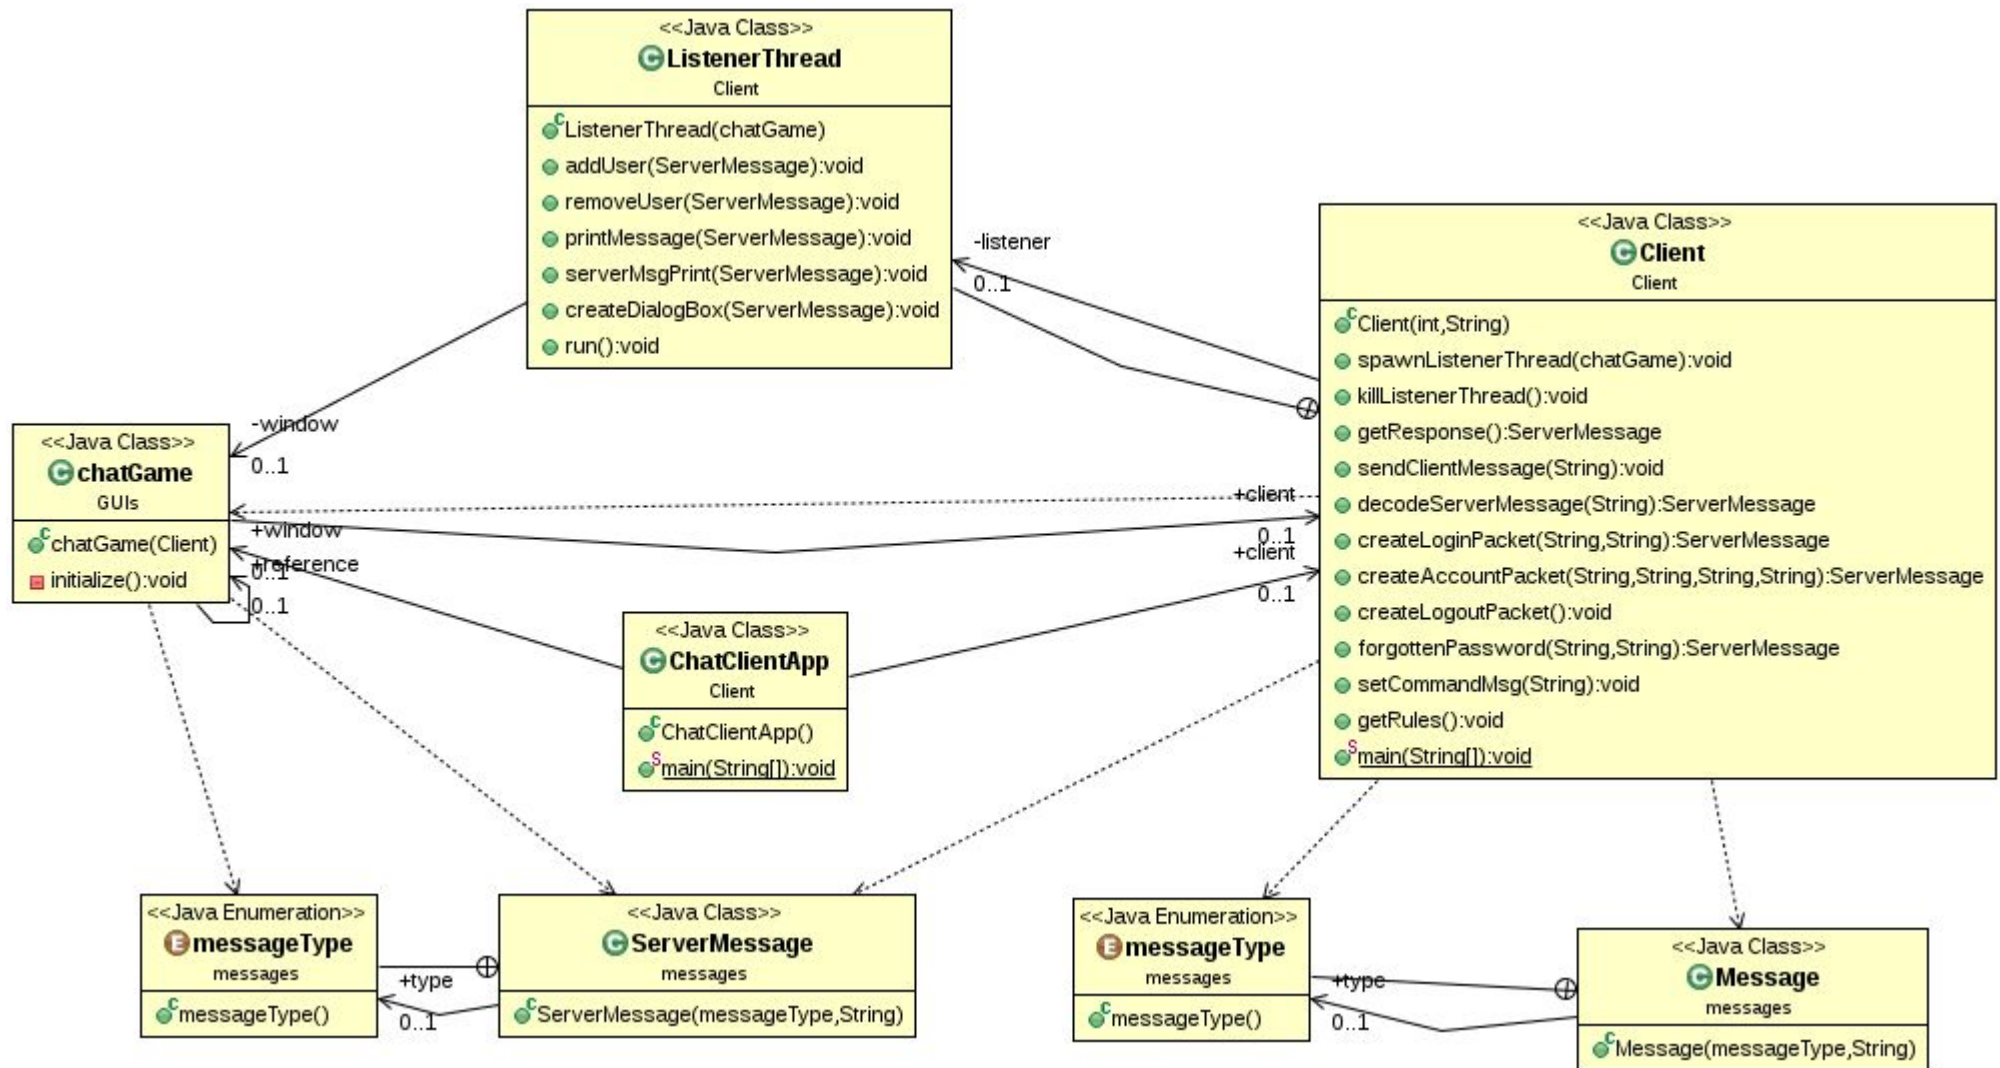 <<Java Class>>
ListenerThread
Client
ListenerThread(chatGame)
addUser(ServerMessage):void
removeUser(ServerMessage):void
printMessage(ServerMessage):void
serverMsgPrint(ServerMessage):void
createDialogBox(ServerMessage):void
run():void
-listener
0..1
<<Java Class>>
Client
Client
Client(int,String)
spawnListenerThread(chatGame):void
killListenerThread():void
getResponse():ServerMessage
sendClientMessage(String):void
decodeServerMessage(String):ServerMessage
createLoginPacket(String,String):ServerMessage
createAccountPacket(String,String,String,String):ServerMessage
createLogoutPacket():void
forgottenPassword(String,String):ServerMessage
setCommandMsg(String):void
getRules():void
main(String[]):void
-window
0..1
<<Java Class>>
chatGame
GUIs
chatGame(Client)
initialize():void
+window
0..1
+reference
0..1
+client
0..1
+client
0..1
<<Java Class>>
ChatClientApp
Client
ChatClientApp()
main(String[]):void
<<Java Enumeration>>
messageType
messages
messageType()
+type
0..1
<<Java Class>>
ServerMessage
messages
ServerMessage(messageType,String)
<<Java Enumeration>>
messageType
messages
messageType()
+type
0..1
<<Java Class>>
Message
messages
Message(messageType,String)